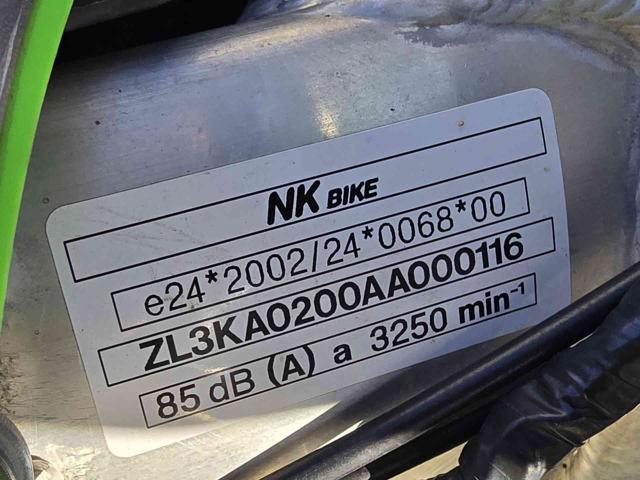 NK BIKE
e24*2002/24*0068*00
ZL3KA0200AA000116
85 dB (A) a 3250 min-¹